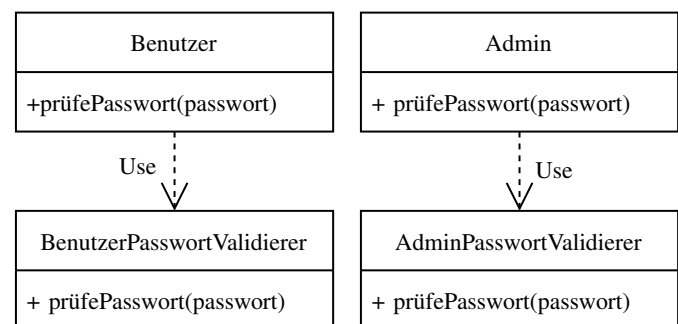 Benutzer
+prüfePasswort(passwort)
Use
BenutzerPasswortValidierer
+ prüfePasswort(passwort)
Admin
+ prüfePasswort(passwort)
Use
AdminPasswortValidierer
+ prüfePasswort(passwort)